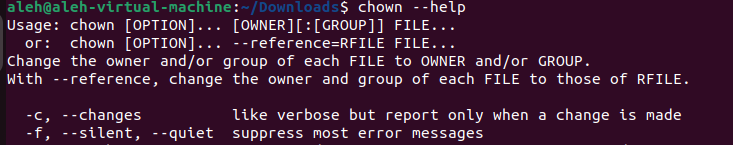 aleh@aleh-virtual-machine:~/Downloads$ chown --help
Usage: chown [OPTION]... [OWNER][:[GROUP]] FILE...
  or:  chown [OPTION]... --reference=RFILE FILE...
Change the owner and/or group of each FILE to OWNER and/or GROUP.
With --reference, change the owner and group of each FILE to those of RFILE.

  -c, --changes          like verbose but report only when a change is made
  -f, --silent, --quiet  suppress most error messages